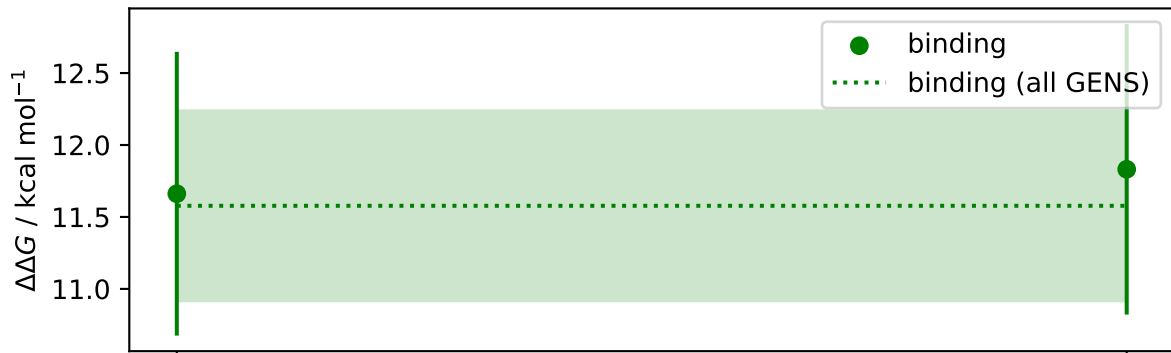 ΔΔG / kcal mol⁻¹
12.5
12.0
11.5
11.0
binding
binding (all GENS)